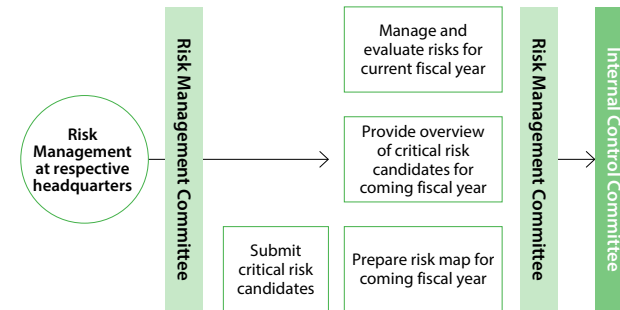 Risk
Management
at respective
headquarters
Risk Management Committee
Submit
critical risk
candidates
Manage and
evaluate risks for
current fiscal year
Provide overview
of critical risk
candidates for
coming fiscal year
Prepare risk map for
coming fiscal year
Risk Management Committee
Internal Control Committee